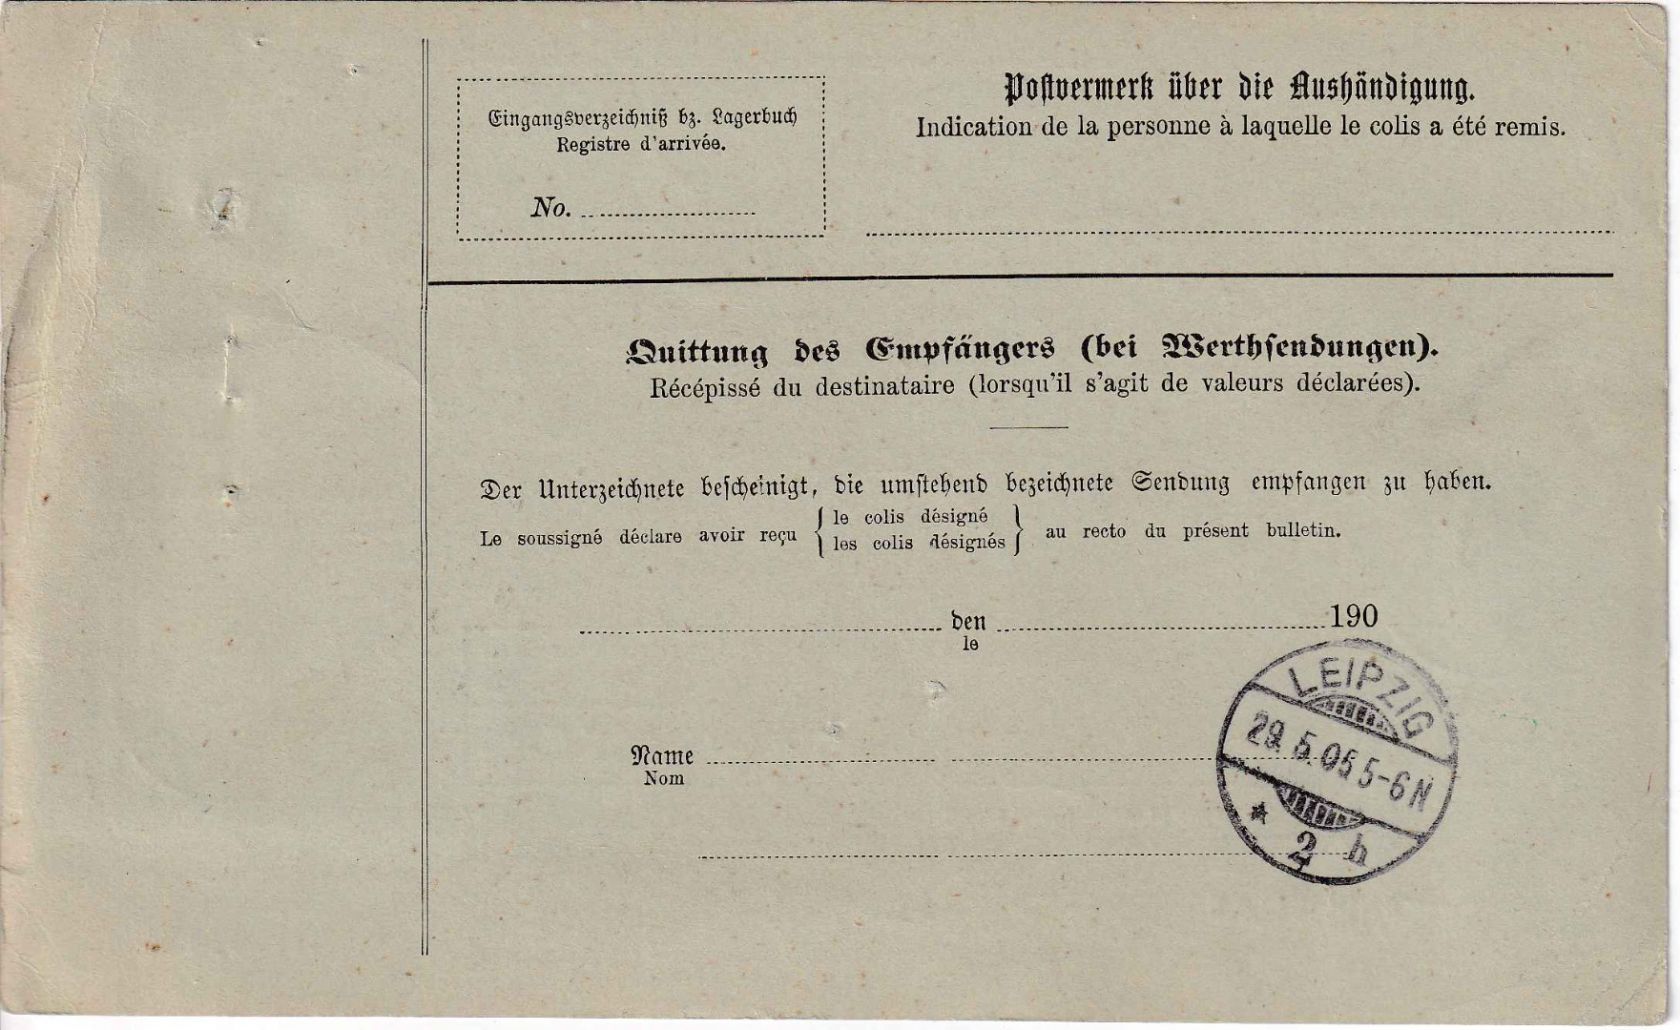 Eingangsverzeichniß bz. Lagerbuch
Registre d'arrivée.
No.
Postvermerk über die Aushändigung.
Indication de la personne à laquelle le colis a été remis.
Quittung des Empfängers (bei Werthsendungen).
Récépissé du destinataire (lorsqu'il s'agit de valeurs déclarées).
Der Unterzeichnete bescheinigt, die umstehend bezeichnete Sendung empfangen zu haben.
Le soussigné déclare avoir reçu { le colis désigné / les colis désignés } au recto du présent bulletin.
den 190
le
Name
Nom
LEIPZIG
29.5.05 5-6 N
* 2 h